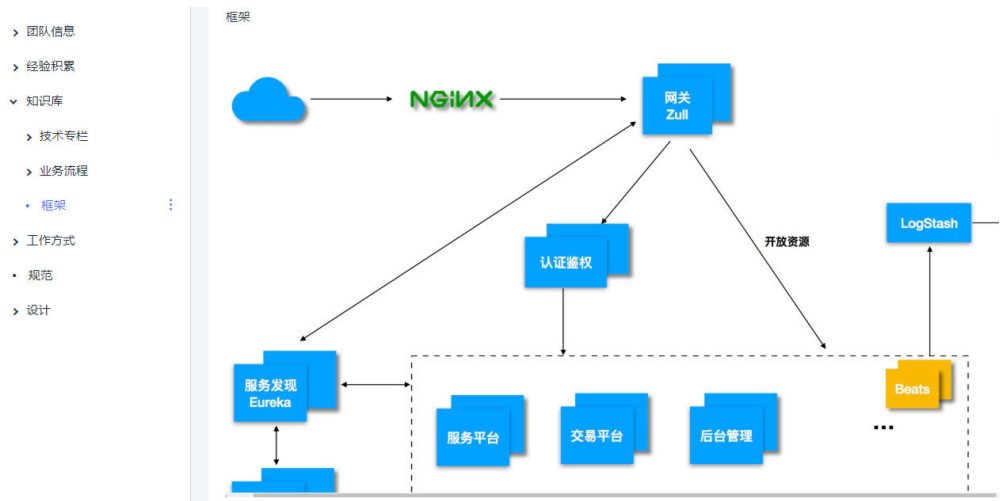 团队信息
经验积累
知识库
技术专栏
业务流程
框架
工作方式
规范
设计
框架
NGiNX
网关
Zull
认证鉴权
开放资源
LogStash
服务发现
Eureka
Beats
服务平台
交易平台
后台管理
...